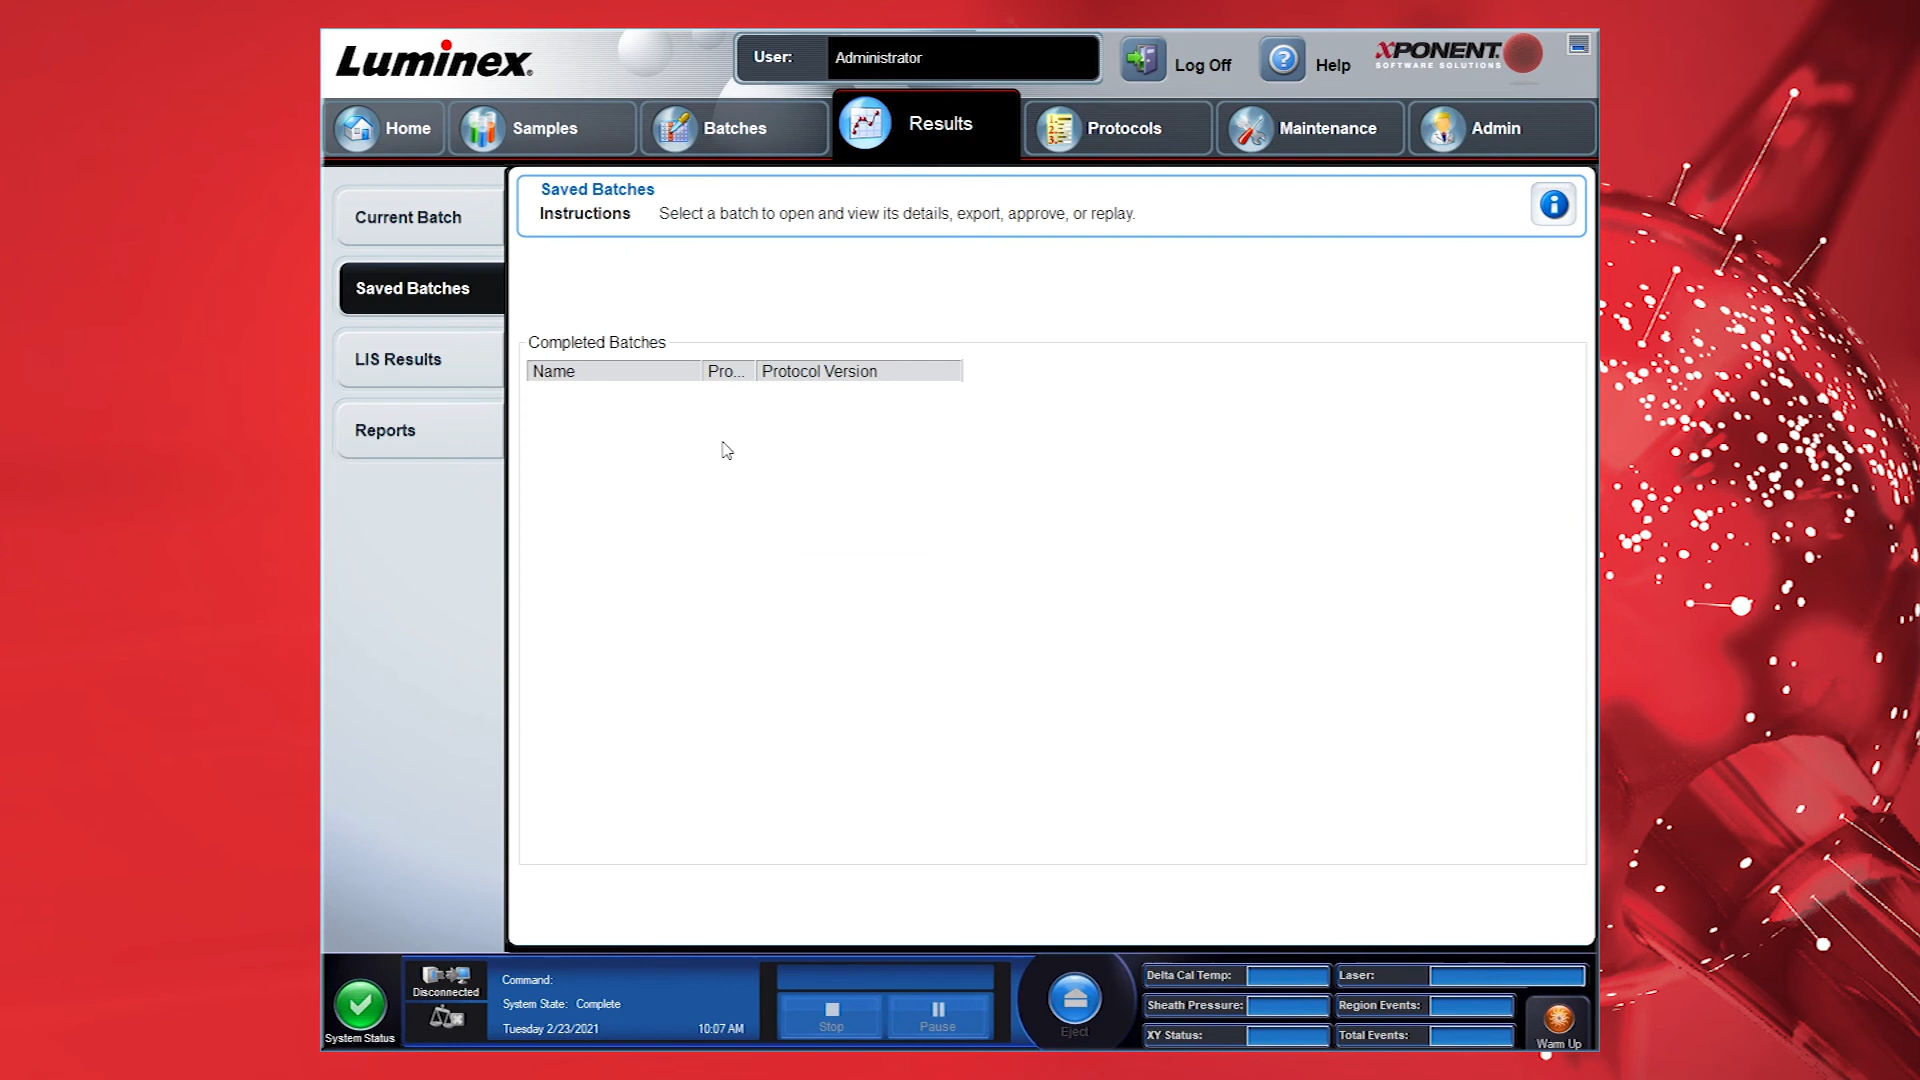 Luminex
User: Administrator
Log Off
Help
XPONENT.
SOFTWARE SOLUTIONS
Home
Samples
Batches
Results
Protocols
Maintenance
Admin
Current Batch
Saved Batches
LIS Results
Reports
Saved Batches
Instructions Select a batch to open and view its details, export, approve, or replay.
Completed Batches
Name Pro... Protocol Version
System Status
Disconnected
Command:
System State: Complete
Tuesday 2/23/2021 10:07 AM
Stop
Pause
Eject
Delta Cal Temp:
Laser:
Sheath Pressure:
Region Events:
XY Status:
Total Events:
Warm Up